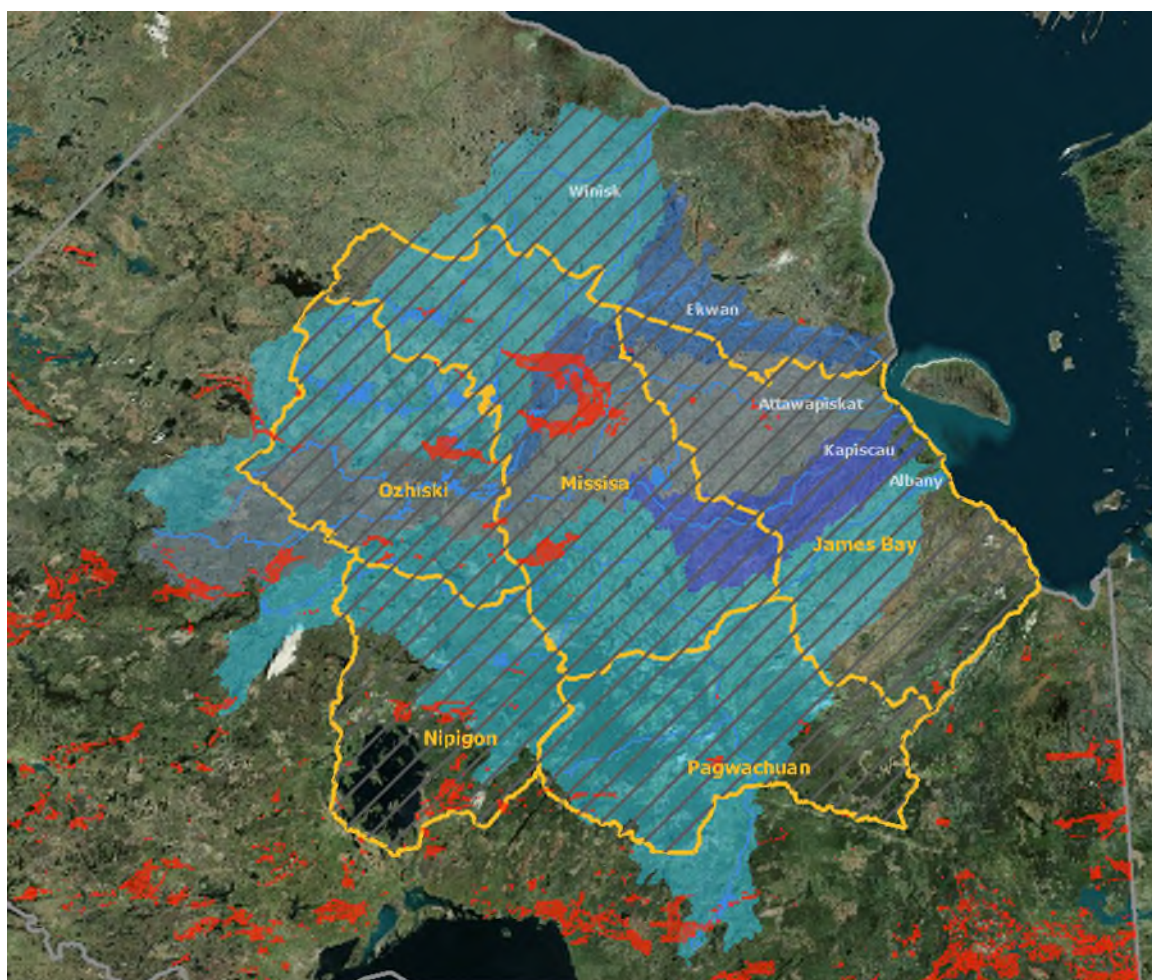 Winisk
Ekwan
Attawapiskat
Kapiscau
Albany
Ozhiski
Missisa
James Bay
Nipigon
Pagwachuan